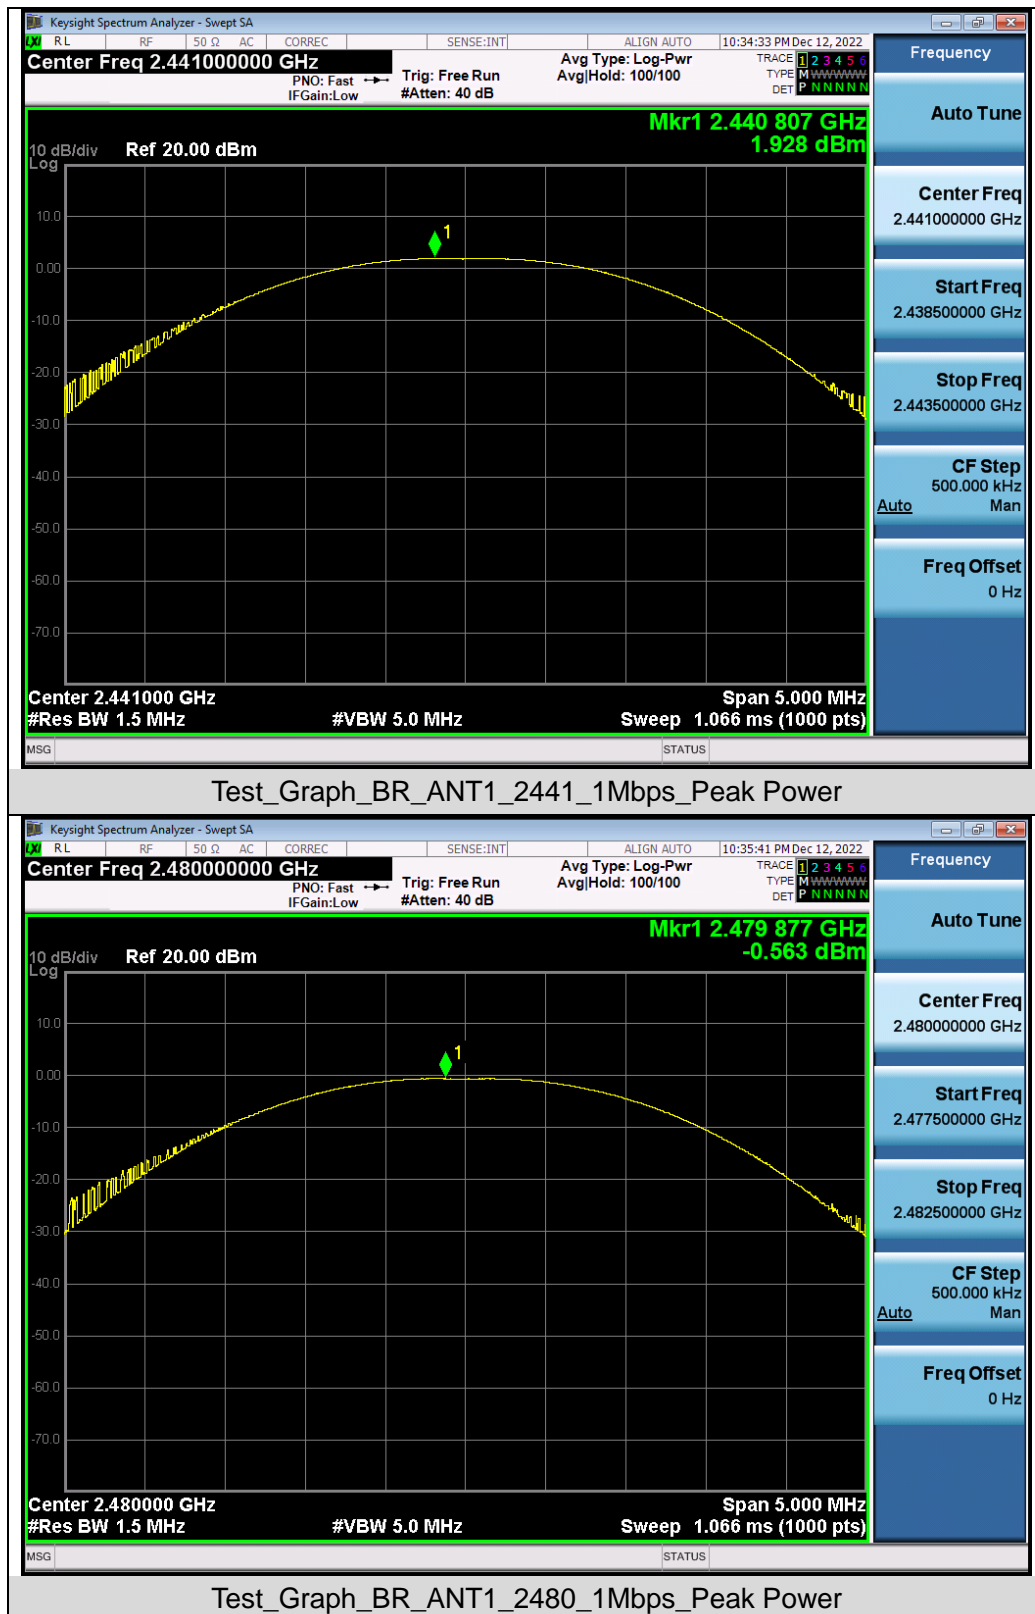 Keysight Spectrum Analyzer - Swept SA
LXI RL RF 50 Ω AC CORREC SENSE:INT ALIGN AUTO 10:34:33 PM Dec 12, 2022
Center Freq 2.441000000 GHz
PNO: Fast
IFGain:Low
Trig: Free Run
#Atten: 40 dB
Avg Type: Log-Pwr
Avg|Hold: 100/100
TRACE 1 2 3 4 5 6
TYPE M WWWWW
DET P N N N N N
Mkr1 2.440 807 GHz
1.928 dBm
10 dB/div Ref 20.00 dBm
Log
1
10.0
0.00
-10.0
-20.0
-30.0
-40.0
-50.0
-60.0
-70.0
Center 2.441000 GHz Span 5.000 MHz
#Res BW 1.5 MHz #VBW 5.0 MHz Sweep 1.066 ms (1000 pts)
MSG STATUS
Frequency
Auto Tune
Center Freq
2.441000000 GHz
Start Freq
2.438500000 GHz
Stop Freq
2.443500000 GHz
CF Step
500.000 kHz
Auto Man
Freq Offset
0 Hz
Test_Graph_BR_ANT1_2441_1Mbps_Peak Power
Keysight Spectrum Analyzer - Swept SA
LXI RL RF 50 Ω AC CORREC SENSE:INT ALIGN AUTO 10:35:41 PM Dec 12, 2022
Center Freq 2.480000000 GHz
PNO: Fast
IFGain:Low
Trig: Free Run
#Atten: 40 dB
Avg Type: Log-Pwr
Avg|Hold: 100/100
TRACE 1 2 3 4 5 6
TYPE M WWWWW
DET P N N N N N
Mkr1 2.479 877 GHz
-0.563 dBm
10 dB/div Ref 20.00 dBm
Log
1
10.0
0.00
-10.0
-20.0
-30.0
-40.0
-50.0
-60.0
-70.0
Center 2.480000 GHz Span 5.000 MHz
#Res BW 1.5 MHz #VBW 5.0 MHz Sweep 1.066 ms (1000 pts)
MSG STATUS
Frequency
Auto Tune
Center Freq
2.480000000 GHz
Start Freq
2.477500000 GHz
Stop Freq
2.482500000 GHz
CF Step
500.000 kHz
Auto Man
Freq Offset
0 Hz
Test_Graph_BR_ANT1_2480_1Mbps_Peak Power